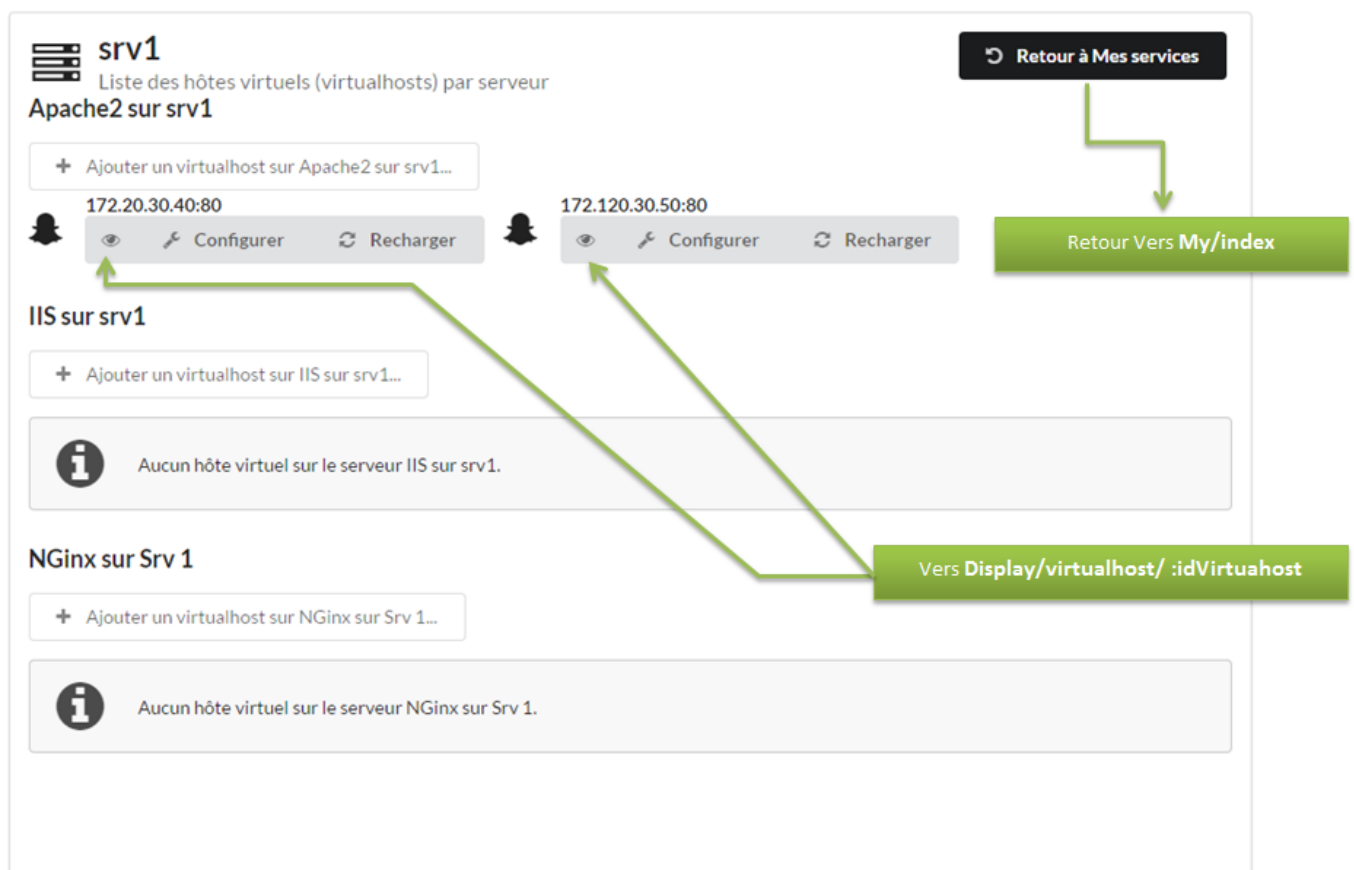 srv1
Retour à Mes services
Liste des hôtes virtuels (virtualhosts) par serveur
Apache2 sur srv1
Ajouter un virtualhost sur Apache2 sur srv1...
172.20.30.40:80
172.120.30.50:80
Configurer
Recharger
Configurer
Recharger
Retour Vers My/index
IIS sur srv1
Ajouter un virtualhost sur IIS sur srv1...
Aucun hôte virtuel sur le serveur IIS sur srv1.
NGinx sur Srv 1
Vers Display/virtualhost/ :idVirtuahost
Ajouter un virtualhost sur NGinx sur Srv 1...
Aucun hôte virtuel sur le serveur NGinx sur Srv 1.